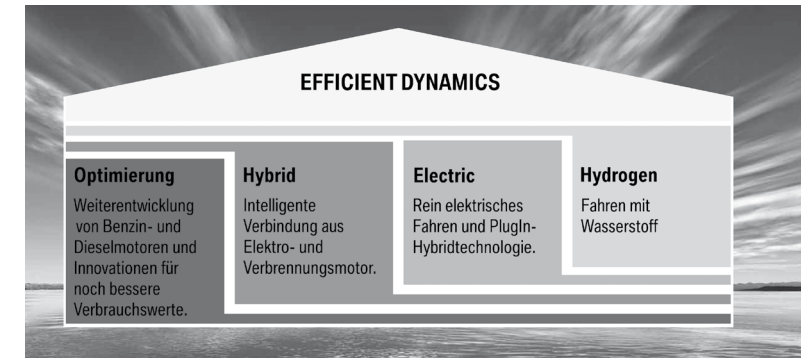 EFFICIENT DYNAMICS
Optimierung
Weiterentwicklung
von Benzin- und
Dieselmotoren und
Innovationen für
noch bessere
Verbrauchswerte.
Hybrid
Intelligente
Verbindung aus
Elektro- und
Verbrennungsmotor.
Electric
Rein elektrisches
Fahren und PlugIn-
Hybridtechnologie.
Hydrogen
Fahren mit
Wasserstoff